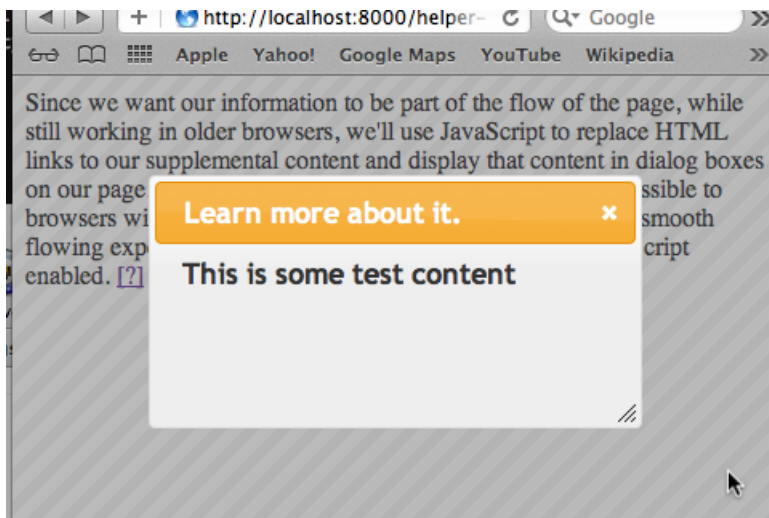 http://localhost:8000/helper-
Google
Apple Yahoo! Google Maps YouTube Wikipedia
Since we want our information to be part of the flow of the page, while
still working in older browsers, we'll use JavaScript to replace HTML
links to our supplemental content and display that content in dialog boxes
on our page ssible to
browsers wi smooth
flowing exp cript
enabled. [?]
Learn more about it.
This is some test content